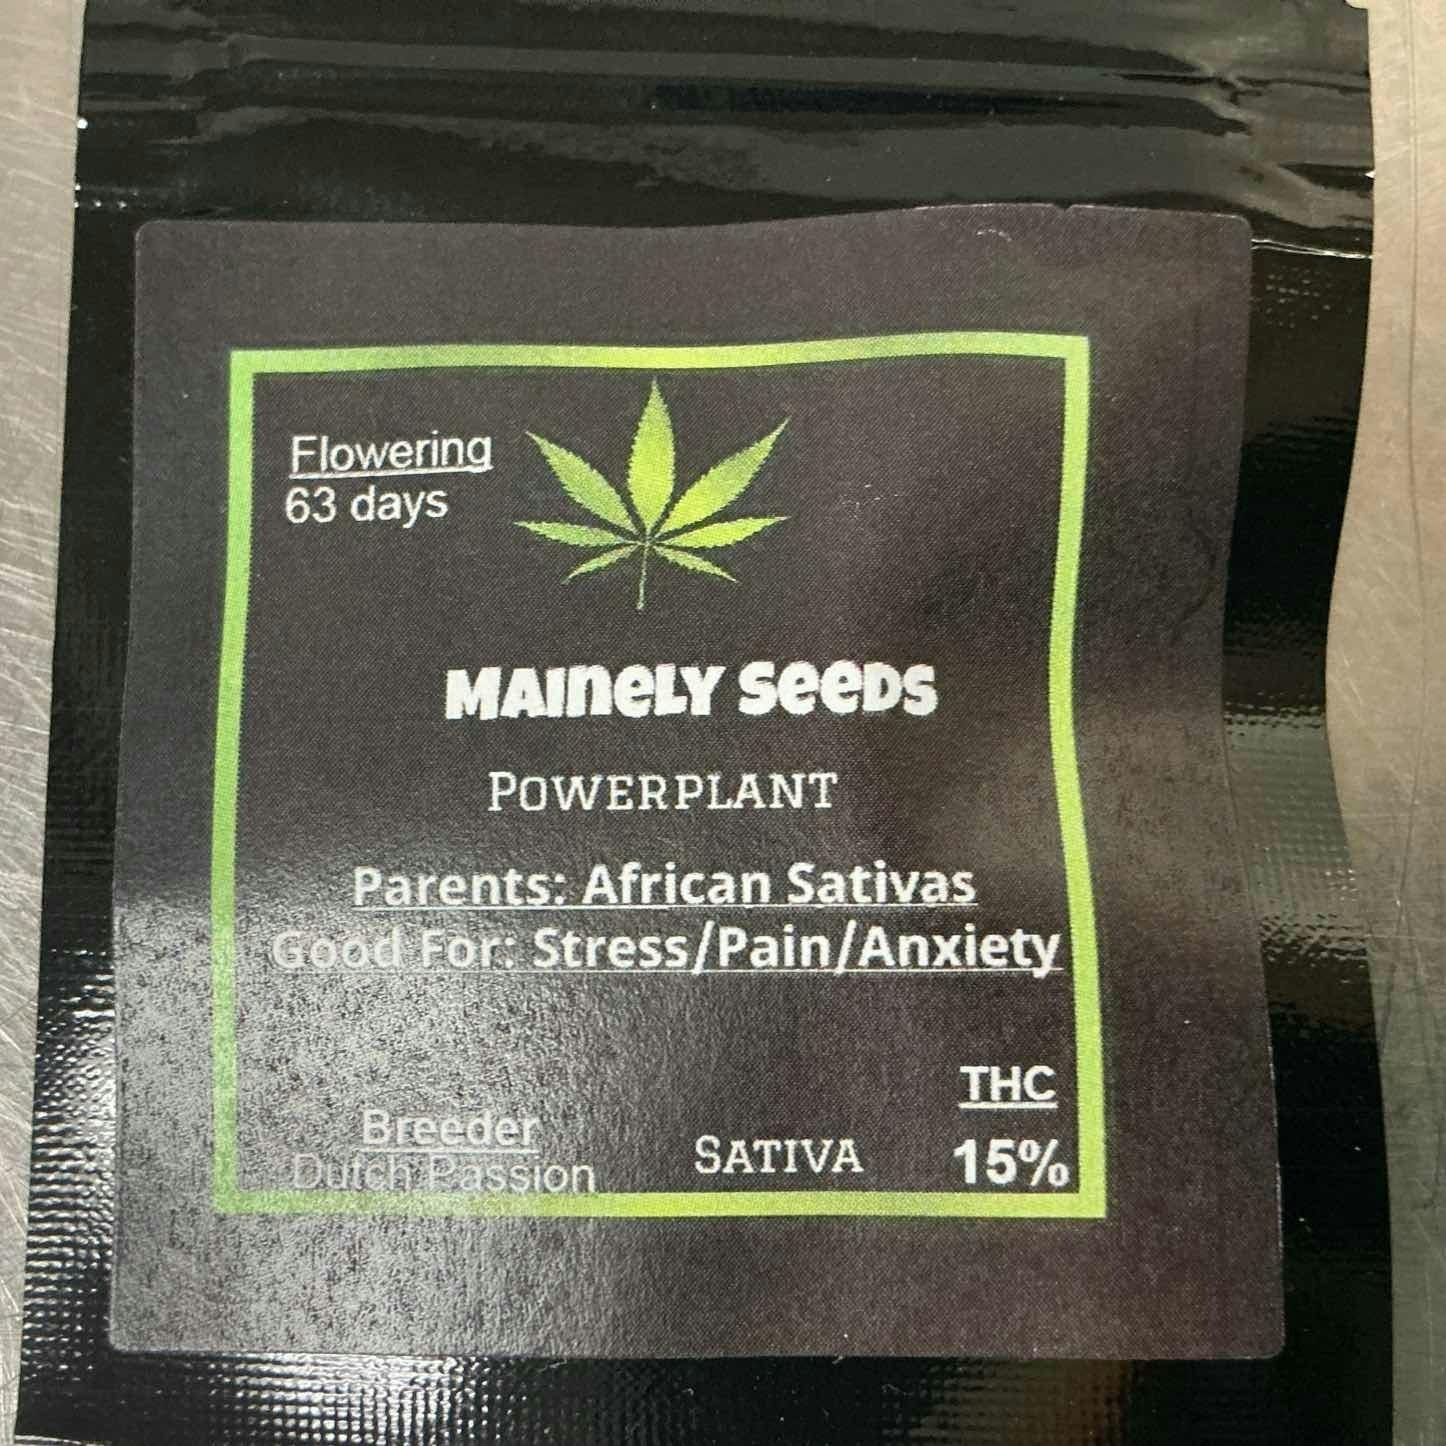 Flowering
63 days
MAINELY SEEDS
POWERPLANT
Parents: African Sativas
Good For: Stress/Pain/Anxiety
THC
15%
Breeder
Dutch Passion
SATIVA